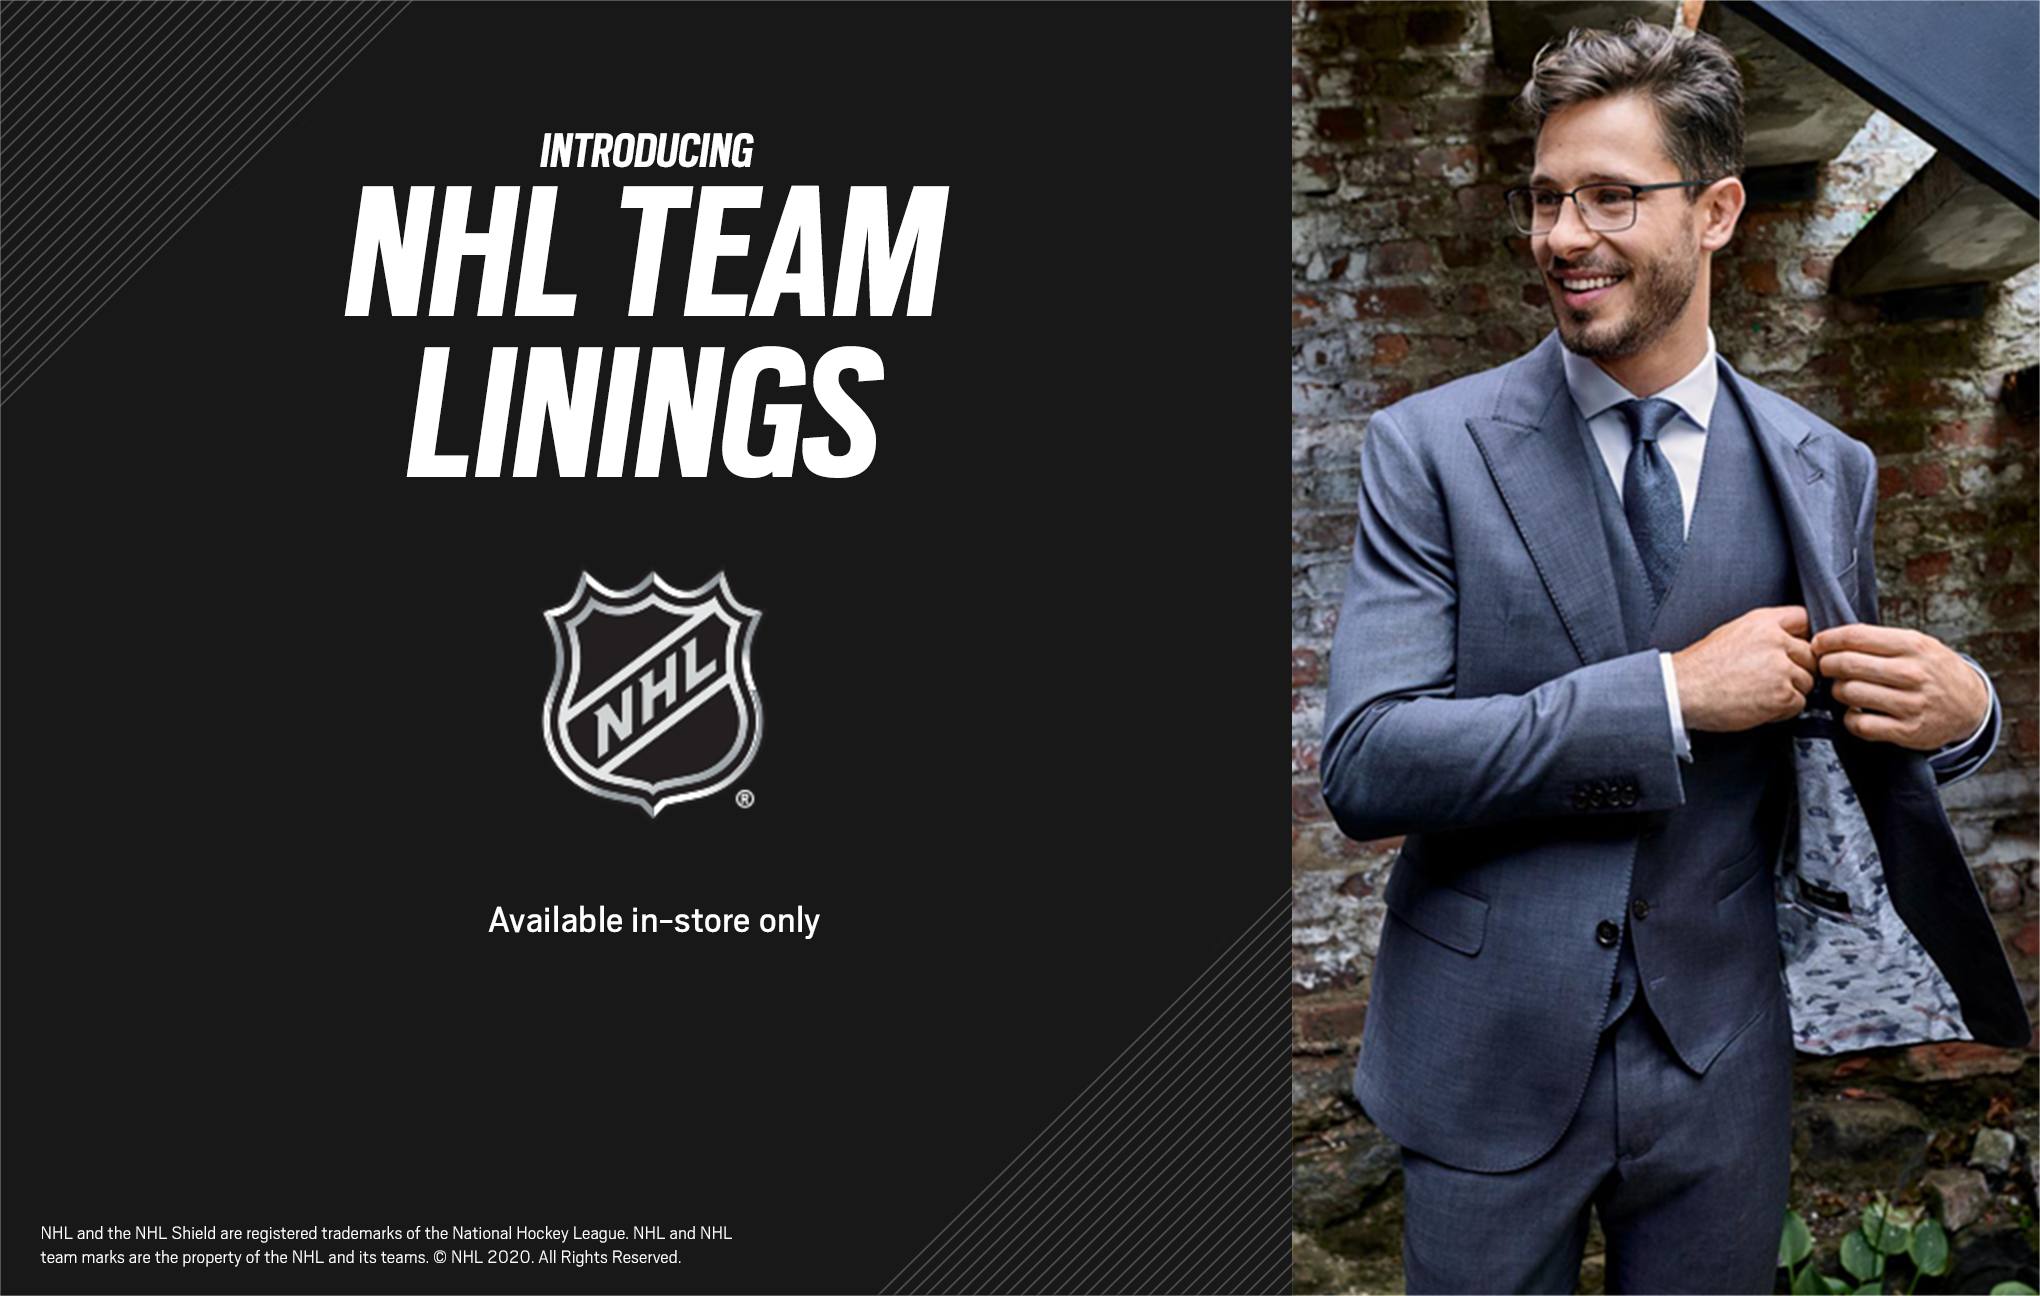 INTRODUCING
NHL TEAM
LININGS
NHL
®
Available in-store only
NHL and the NHL Shield are registered trademarks of the National Hockey League. NHL and NHL
team marks are the property of the NHL and its teams. © NHL 2020. All Rights Reserved.